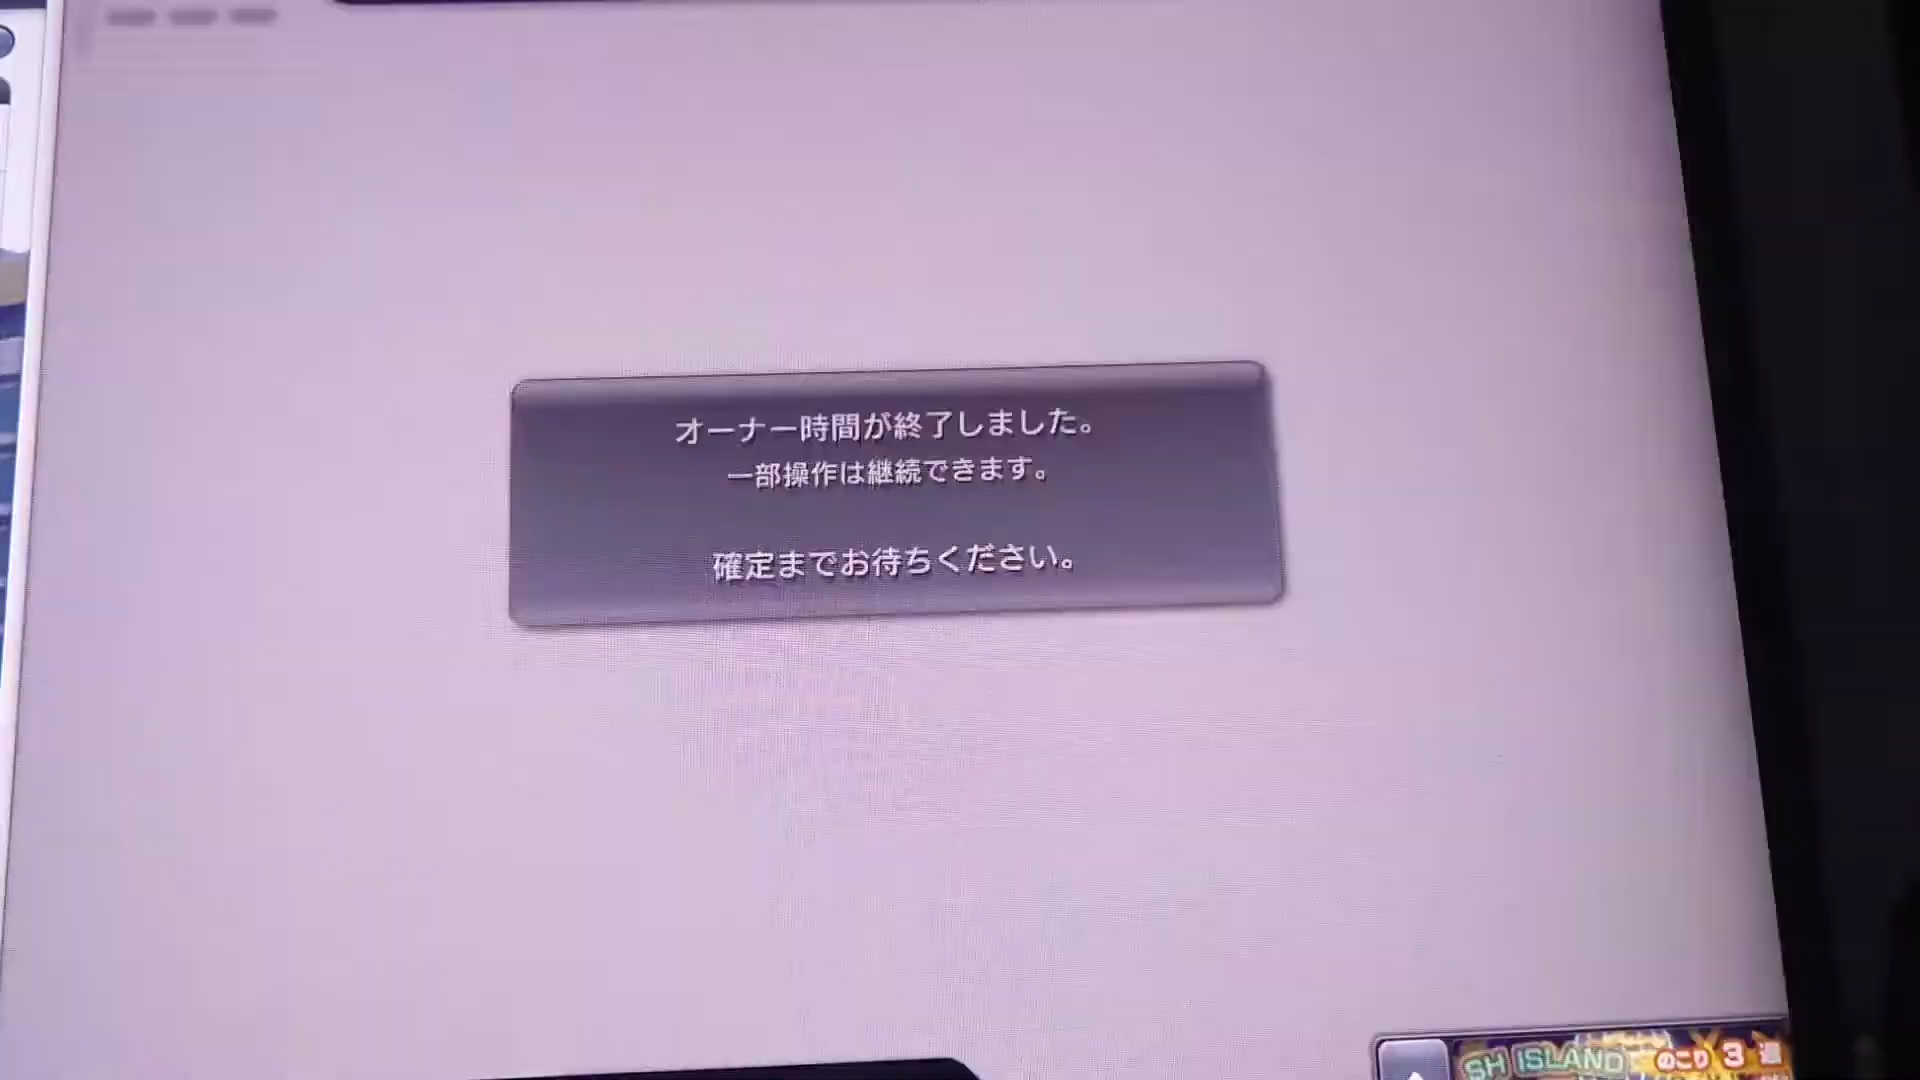 オーナー時間が終了しました。
一部操作は継続できます。
確定までお待ちください。
SH ISLAND のこり 3 週